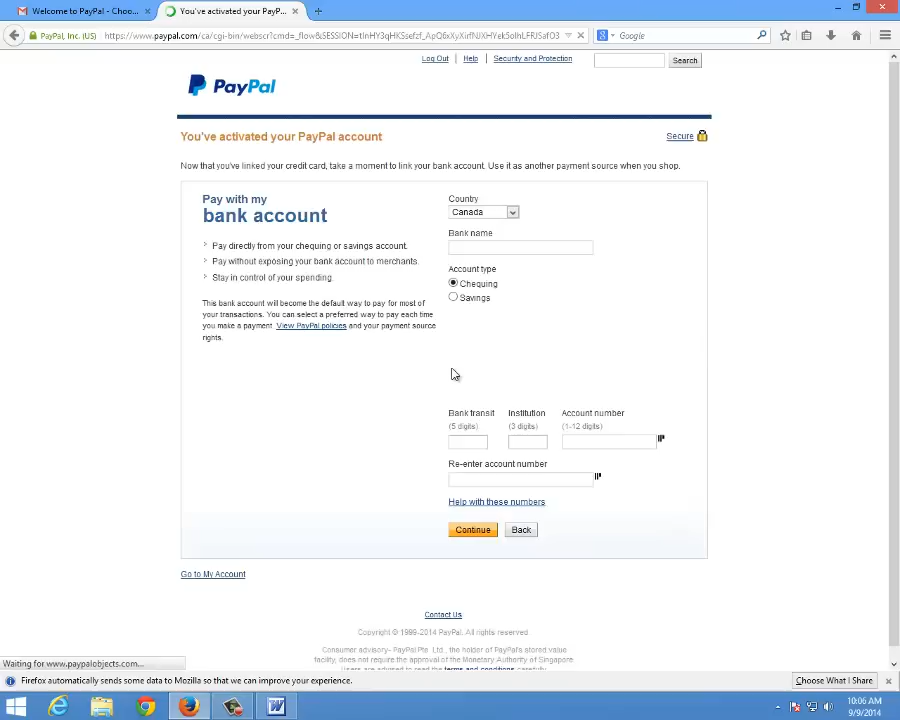 Welcome to PayPal - Choo...
You've activated your PayP...
PayPal, Inc. (US)
https://www.paypal.com/ca/cgi-bin/webscr?cmd=_flow&SESSION=
Google
Log Out
Help
Security and Protection
Search
PayPal
You've activated your PayPal account
Secure
Now that you've linked your credit card, take a moment to link your bank account. Use it as another payment source when you shop.
Pay with my
bank account
Pay directly from your chequing or savings account.
Pay without exposing your bank account to merchants.
Stay in control of your spending.
This bank account will become the default way to pay for most of
your transactions. You can select a preferred way to pay each time
you make a payment. View PayPal policies and your payment source
rights.
Country
Canada
Bank name
Account type
Chequing
Savings
Bank transit
Institution
Account number
(5 digits)
(3 digits)
(1-12 digits)
Re-enter account number
Help with these numbers
Continue
Back
Go to My Account
Contact Us
Copyright © 1999-2014 PayPal. All rights reserved.
Consumer advisory- PayPal Pte. Ltd., the holder of PayPal's stored value
facility, does not require the approval of the Monetary Authority of Singapore.
Users are advised to read the terms and conditions carefully.
Waiting for www.paypalobjects.com...
Firefox automatically sends some data to Mozilla so that we can improve your experience.
Choose What I Share
10:06 AM
9/9/2014